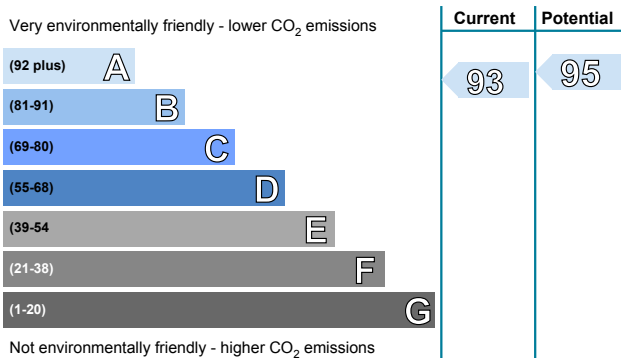 Very environmentally friendly - lower CO2 emissions
Current
Potential
(92 plus) A
93
95
(81-91) B
(69-80) C
(55-68) D
(39-54 E
(21-38) F
(1-20) G
Not environmentally friendly - higher CO2 emissions